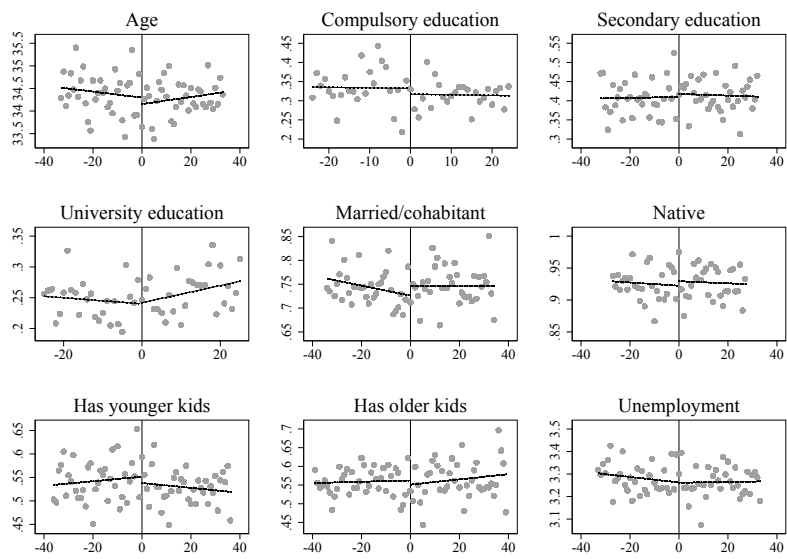 Age
Compulsory education
Secondary education
33.5 34 34.5 35 35.5
-40 -20 0 20 40
.2 .25 .3 .35 .4 .45
-20 -10 0 10 20
.3 .35 .4 .45 .5 .55
-40 -20 0 20 40
University education
Married/cohabitant
Native
.2 .25 .3 .35
-20 0 20
.65 .7 .75 .8 .85
-40 -20 0 20 40
.85 .9 .95 1
-40 -20 0 20 40
Has younger kids
Has older kids
Unemployment
.45 .5 .55 .6 .65
-40 -20 0 20 40
.45 .5 .55 .6 .65 .7
-40 -20 0 20 40
3.1 3.2 3.3 3.4 3.5
-40 -20 0 20 40